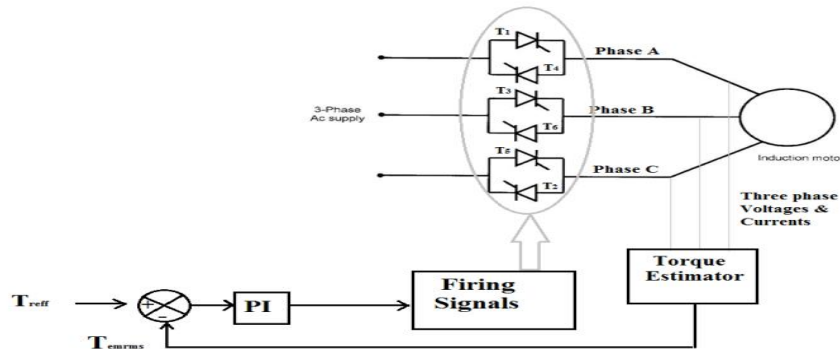 T1
Phase A
T4
T3
3-Phase
Ac supply
Phase B
T6
T5
Induction moto
Phase C
T2
Three phase
Voltages &
Currents
Torque
Estimator
Firing
Signals
Treff
+
-
PI
Temrms